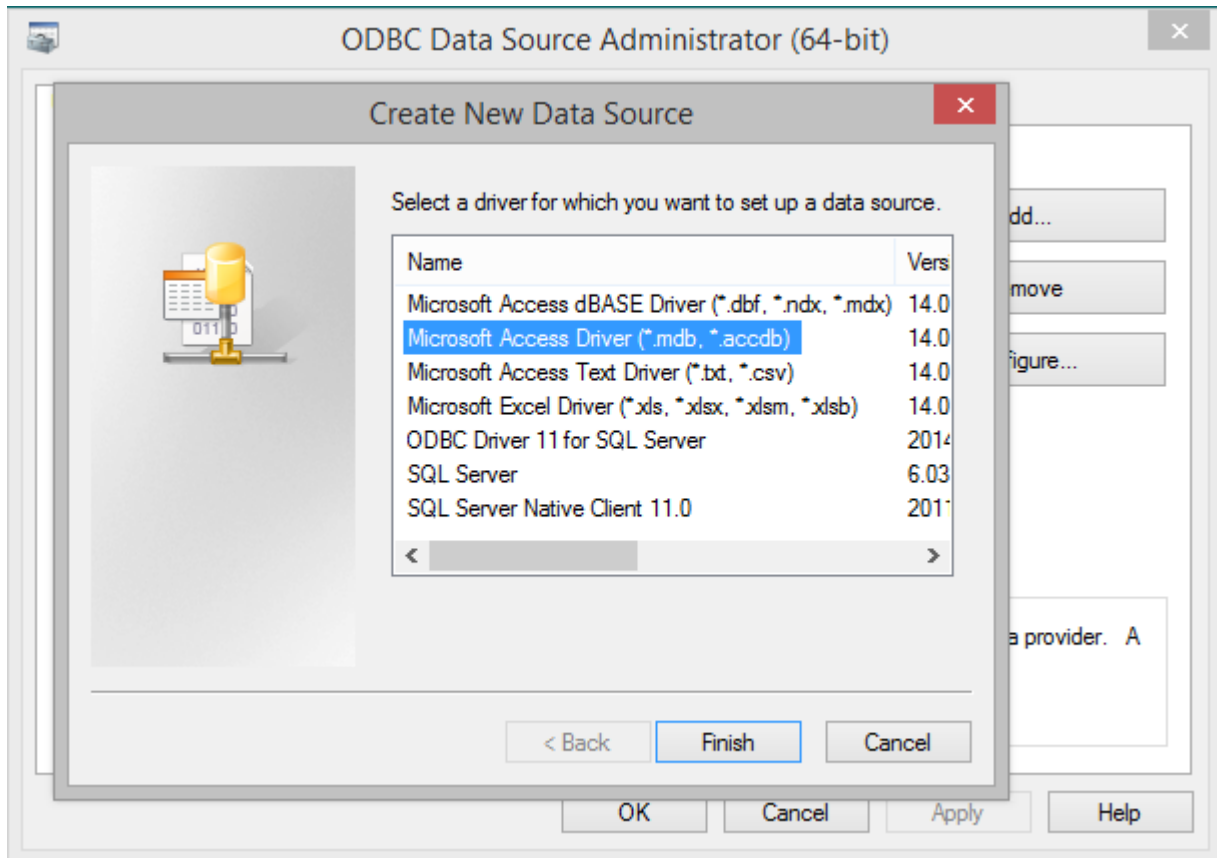 ODBC Data Source Administrator (64-bit)
Create New Data Source
Select a driver for which you want to set up a data source.
Name Vers
Microsoft Access dBASE Driver (*.dbf, *.ndx, *.mdx) 14.0
Microsoft Access Driver (*.mdb, *.accdb) 14.0
Microsoft Access Text Driver (*.txt, *.csv) 14.0
Microsoft Excel Driver (*.xls, *.xlsx, *.xlsm, *.xlsb) 14.0
ODBC Driver 11 for SQL Server 2014
SQL Server 6.03
SQL Server Native Client 11.0 2011
< Back Finish Cancel
dd...
move
figure...
a provider. A
OK Cancel Apply Help